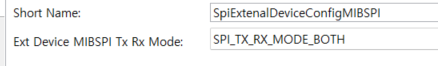 Short Name: SpiExtenalDeviceConfigMIBSPI
Ext Device MIBSPI Tx Rx Mode: SPI_TX_RX_MODE_BOTH